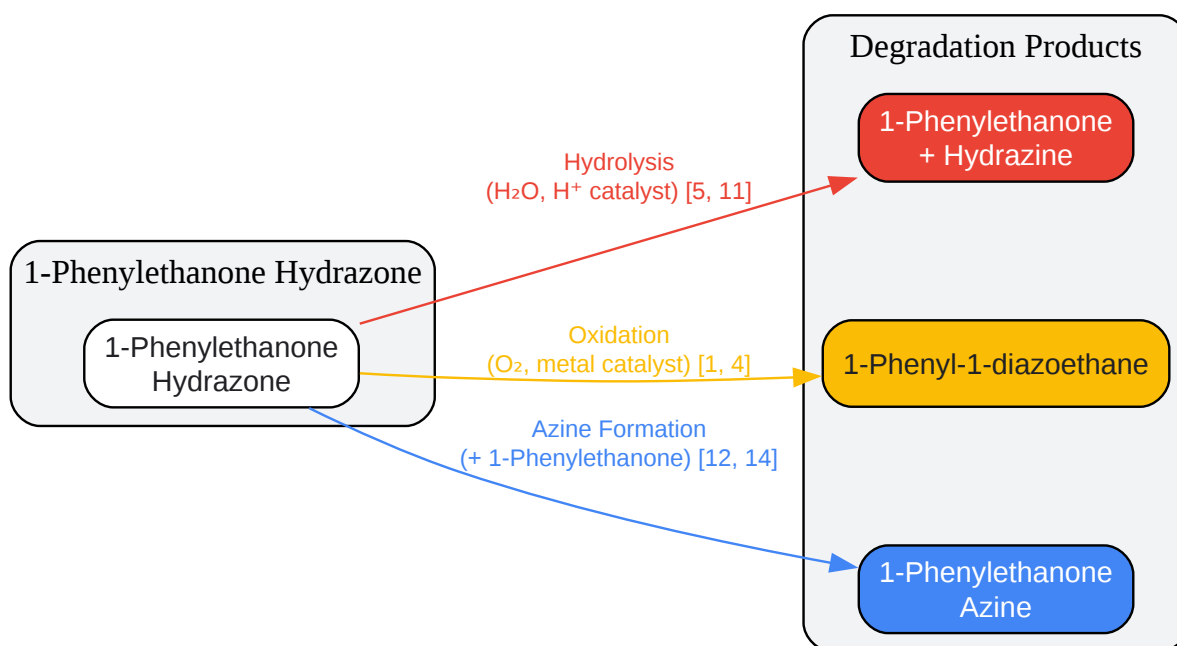 Degradation Products
1-Phenylethanone
+ Hydrazine
Hydrolysis
(H₂O, H⁺ catalyst) [5, 11]
1-Phenylethanone Hydrazone
1-Phenylethanone
Hydrazone
Oxidation
(O₂, metal catalyst) [1, 4]
1-Phenyl-1-diazoethane
Azine Formation
(+ 1-Phenylethanone) [12, 14]
1-Phenylethanone
Azine